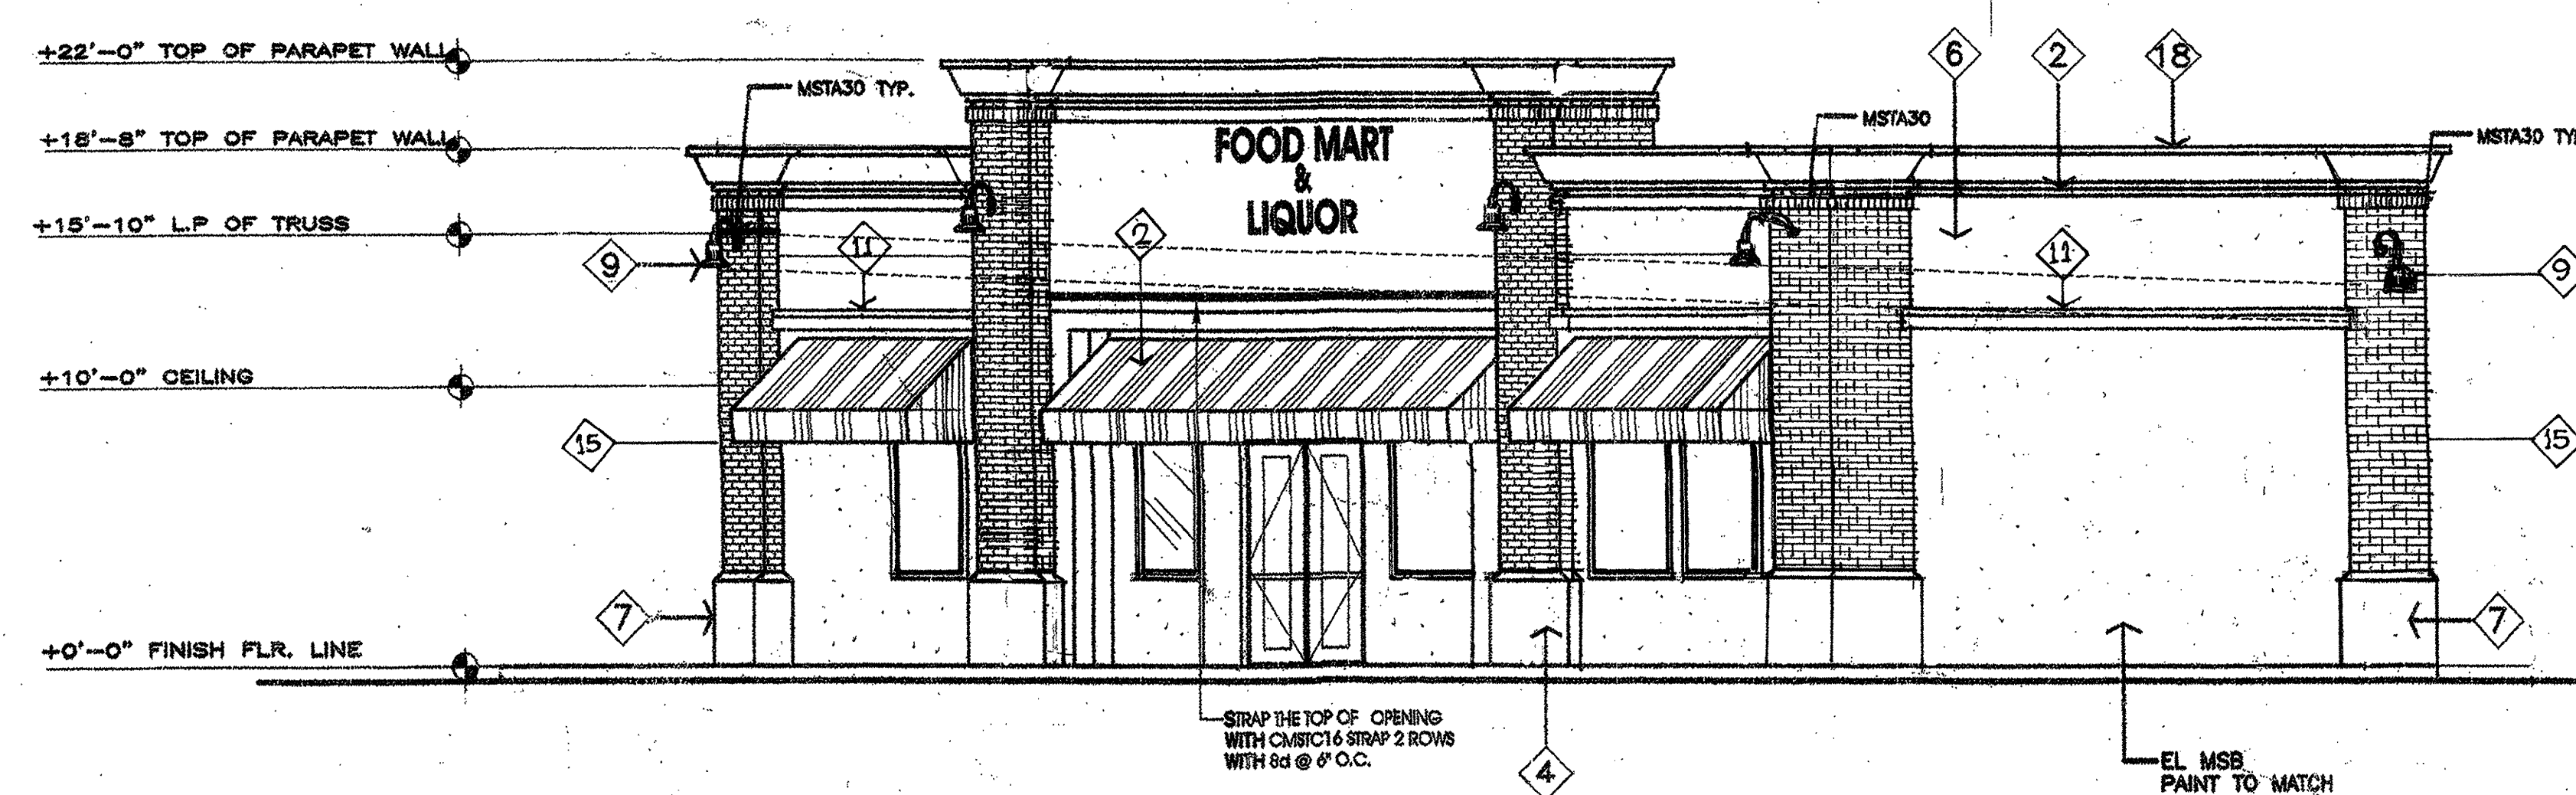 +22'-0" TOP OF PARAPET WALL
+18'-8" TOP OF PARAPET WALL
+15'-10" L.P OF TRUSS
+10'-0" CEILING
+0'-0" FINISH FLR. LINE
MSTA30 TYP.
FOOD MART
&
LIQUOR
MSTA30
6
2
18
MSTA30 TY
11
2
9
11
9
15
15
7
7
STRAP THE TOP OF OPENING
WITH CMSTC16 STRAP 2 ROWS
WITH 8d @ 6" O.C.
4
EL MSB
PAINT TO MATCH